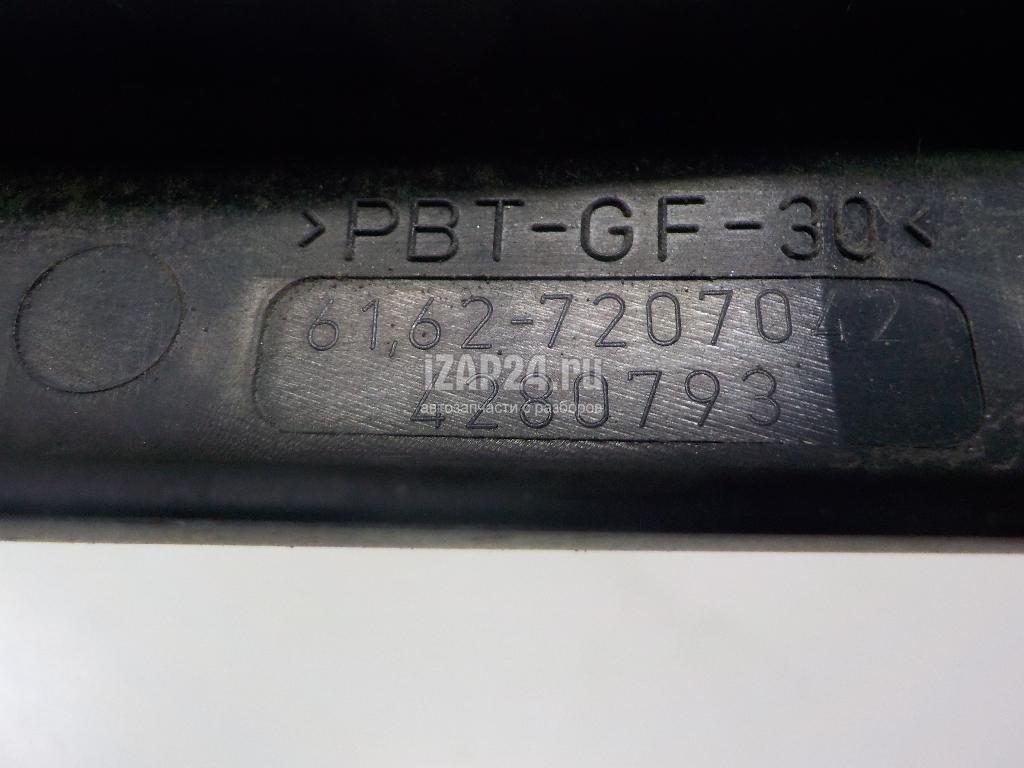 >PBT-GF-30<
61,62-7207042
iZAP24.ru
4280793
автозапчасти с разборов